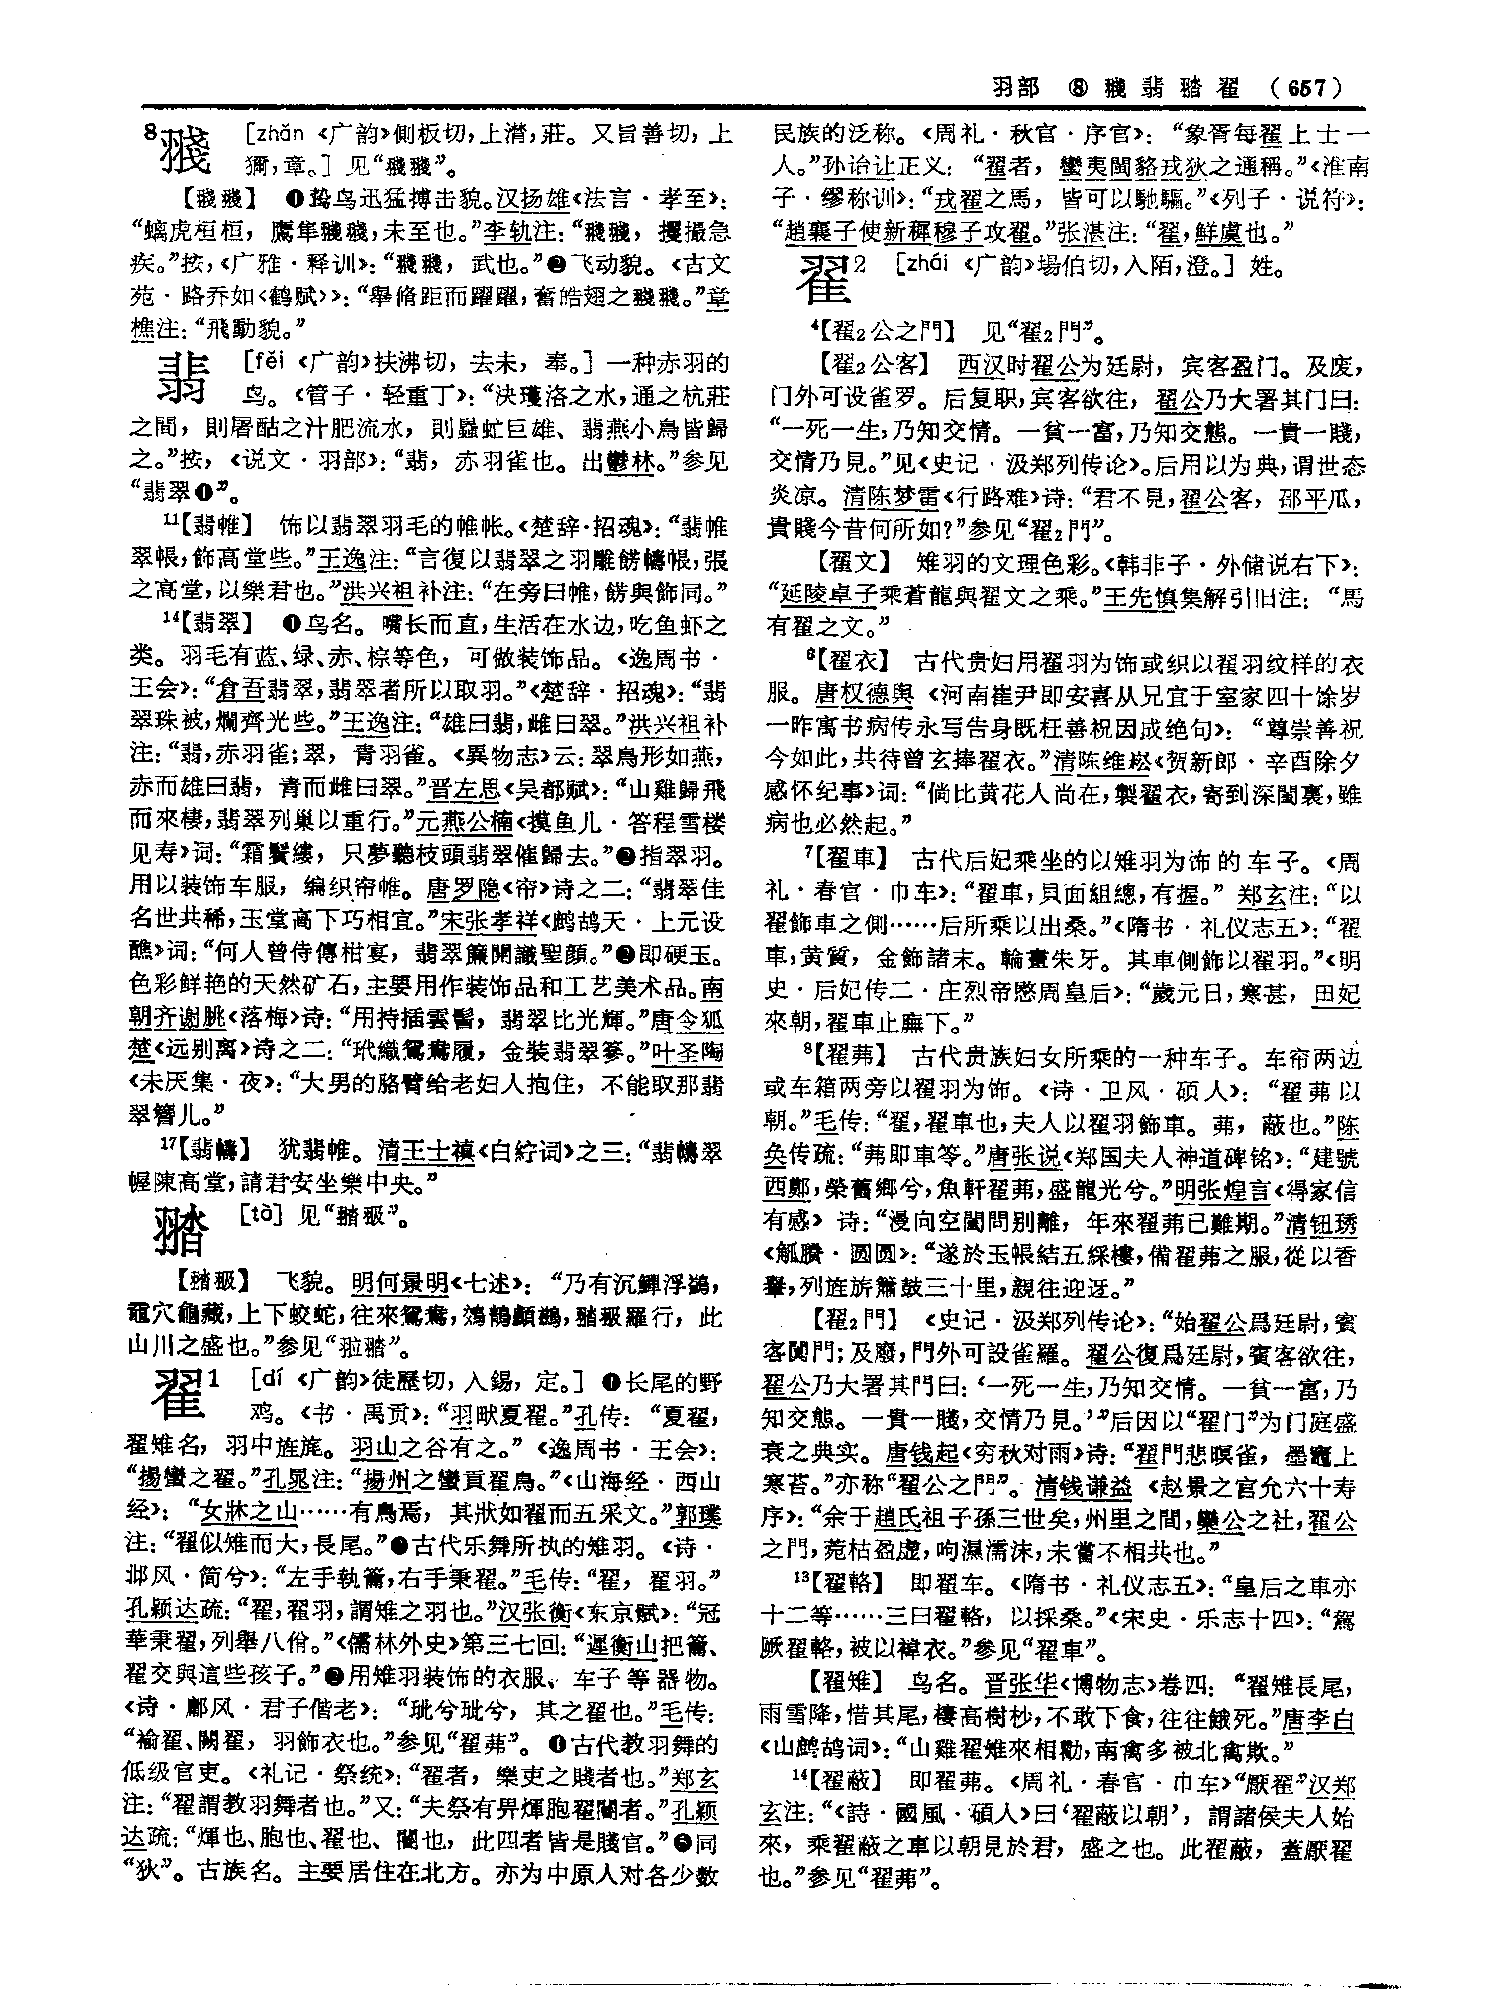 羽部 ⑧ 翡 翟 (657)
8 [zhǎn《广韵》側板切,上潸,莊。又旨善切,上
獮,章。]见“”。
【】 ❶鸷鸟迅猛搏击貌。汉扬雄《法言·孝至》:
“螭虎桓桓,鷹隼,未至也。”李轨注:“,攫撮急
疾。”按,《广雅·释训》:“,武也。”❷飞动貌。《古文
苑·路乔如〈鹤赋〉》:“舉脩距而躍躍,奮皓翅之。”章
樵注:“飛動貌。”
翡 [fěi《广韵》扶沸切,去未,奉。]一种赤羽的
鸟。《管子·轻重丁》:“决瓁洛之水,通之杭莊
之間,則屠酤之汁肥流水,則蟁虻巨雄、翡燕小鳥皆歸
之。”按,《说文·羽部》:“翡,赤羽雀也。出鬱林。”参见
“翡翠❶”。
11【翡帷】 饰以翡翠羽毛的帷帐。《楚辞·招魂》:“翡帷
翠帳,飾高堂些。”王逸注:“言復以翡翠之羽雕餝幬帳,張
之高堂,以樂君也。”洪兴祖补注:“在旁曰帷,餝與飾同。”
14【翡翠】 ❶鸟名。嘴长而直,生活在水边,吃鱼虾之
类。羽毛有蓝、绿、赤、棕等色,可做装饰品。《逸周书·
王会》:“倉吾翡翠,翡翠者所以取羽。”《楚辞·招魂》:“翡
翠珠被,爛齊光些。”王逸注:“雄曰翡,雌曰翠。”洪兴祖补
注:“翡,赤羽雀;翠,青羽雀。《異物志》云:翠鳥形如燕,
赤而雄曰翡,青而雌曰翠。”晋左思《吴都赋》:“山雞歸飛
而來棲,翡翠列巢以重行。”元燕公楠《摸鱼儿·答程雪楼
见寿》词:“霜鬢縷,只夢聽枝頭翡翠催歸去。”❷指翠羽。
用以装饰车服,编织帘帷。唐罗隐《帘》诗之二:“翡翠佳
名世共稀,玉堂高下巧相宜。”宋张孝祥《鹧鸪天·上元设
醮》词:“何人曾侍傳柑宴,翡翠簾開識聖顏。”❸即硬玉。
色彩鲜艳的天然矿石,主要用作装饰品和工艺美术品。南
朝齐谢朓《落梅》诗:“用持插雲髻,翡翠比光輝。”唐令狐
楚《远别离》诗之二:“玳織鴛鴦履,金裝翡翠篸。”叶圣陶
《未厌集·夜》:“大男的胳臂给老妇人抱住,不能取那翡
翠簪儿。”
17【翡幬】 犹翡帷。清王士禛《白紵词》之三:“翡幬翠
幄陳高堂,請君安坐樂中央。”
[tà]见“”。
【】 飞貌。明何景明《七述》:“乃有沉鱓浮鷁,
黿穴龜藏,上下蛟蛇,往來鴛鴦,羅行,此
山川之盛也。”参见“”。
翟1 [dí《广韵》徒歷切,入錫,定。]❶长尾的野
鸡。《书·禹贡》:“羽畎夏翟。”孔传:“夏翟,
翟雉名,羽中旌旄。羽山之谷有之。”《逸周书·王会》:
“揚蠻之翟。”孔晁注:“揚州之蠻貢翟鳥。”《山海经·西山
经》:“女牀之山……有鳥焉,其狀如翟而五采文。”郭璞
注:“翟似雉而大,長尾。”❷古代乐舞所执的雉羽。《诗·
邶风·简兮》:“左手執籥,右手秉翟。”毛传:“翟,翟羽。”
孔颖达疏:“翟,翟羽,謂雉之羽也。”汉张衡《东京赋》:“冠
華秉翟,列舉八佾。”《儒林外史》第三七回:“遲衡山把籥、
翟交與這些孩子。”❸用雉羽装饰的衣服、车子等器物。
《诗·鄘风·君子偕老》:“玼兮玼兮,其之翟也。”毛传:
“褕翟、闕翟,羽飾衣也。”参见“翟茀”。❹古代教羽舞的
低级官吏。《礼记·祭统》:“翟者,樂吏之賤者也。”郑玄
注:“翟謂教羽舞者也。”又:“夫祭有畀煇胞翟閽者。”孔颖
达疏:“煇也、胞也、翟也、閽也,此四者皆是賤官。”❺同
“狄”。古族名。主要居住在北方。亦为中原人对各少数
民族的泛称。《周礼·秋官·序官》:“象胥每翟上士一
人。”孙诒让正义:“翟者,蠻夷閩貉戎狄之通稱。”《淮南
子·缪称训》:“戎翟之馬,皆可以馳驅。”《列子·说符》:
“趙襄子使新穉穆子攻翟。”张湛注:“翟,鮮虞也。”
翟2 [zhái《广韵》場伯切,入陌,澄。]姓。
4【翟2公之門】 见“翟2門”。
【翟2公客】 西汉时翟公为廷尉,宾客盈门。及废,
门外可设雀罗。后复职,宾客欲往,翟公乃大署其门曰:
“一死一生,乃知交情。一貧一富,乃知交態。一貴一賤,
交情乃見。”见《史记·汲郑列传论》。后用以为典,谓世态
炎凉。清陈梦雷《行路难》诗:“君不見,翟公客,邵平瓜,
貴賤今昔何所如?”参见“翟2門”。
【翟文】 雉羽的文理色彩。《韩非子·外储说右下》:
“延陵卓子乘蒼龍與翟文之乘。”王先慎集解引旧注:“馬
有翟之文。”
6【翟衣】 古代贵妇用翟羽为饰或织以翟羽纹样的衣
服。唐权德舆《河南崔尹即安喜从兄宜于室家四十馀岁
一昨寓书病传永写告身既枉善祝因成绝句》:“尊崇善祝
今如此,共待曾玄捧翟衣。”清陈维崧《贺新郎·辛酉除夕
感怀纪事》词:“倘比黄花人尚在,製翟衣,寄到深閨裏,雖
病也必然起。”
7【翟車】 古代后妃乘坐的以雉羽为饰的车子。《周
礼·春官·巾车》:“翟車,貝面組總,有握。”郑玄注:“以
翟飾車之側……后所乘以出桑。”《隋书·礼仪志五》:“翟
車,黄質,金飾諸末。輪畫朱牙。其車側飾以翟羽。”《明
史·后妃传二·庄烈帝愍周皇后》:“歲元日,寒甚,田妃
來朝,翟車止廡下。”
8【翟茀】 古代贵族妇女所乘的一种车子。车帘两边
或车箱两旁以翟羽为饰。《诗·卫风·硕人》:“翟茀以
朝。”毛传:“翟,翟車也,夫人以翟羽飾車。茀,蔽也。”陈
奂传疏:“茀即車笭。”唐张说《郑国夫人神道碑铭》:“建號
西鄭,榮舊鄉兮,魚軒翟茀,盛龍光兮。”明张煌言《得家信
有感》诗:“漫向空閨問别離,年來翟茀已難期。”清钮琇
《觚賸·圆圆》:“遂於玉帳結五綵樓,備翟茀之服,從以香
轝,列旌旂簫鼓三十里,親往迎迓。”
【翟2門】 《史记·汲郑列传论》:“始翟公爲廷尉,賓
客闐門;及廢,門外可設雀羅。翟公復爲廷尉,賓客欲往,
翟公乃大署其門曰:‘一死一生,乃知交情。一貧一富,乃
知交態。一貴一賤,交情乃見。’”后因以“翟门”为门庭盛
衰之典实。唐钱起《穷秋对雨》诗:“翟門悲暝雀,墨竈上
寒苔。”亦称“翟公之門”。清钱谦益《赵景之宫允六十寿
序》:“余于趙氏祖子孫三世矣,州里之間,欒公之社,翟公
之門,菀枯盈虚,呴濕濡沫,未嘗不相共也。”
13【翟輅】 即翟车。《隋书·礼仪志五》:“皇后之車亦
十二等……三曰翟輅,以採桑。”《宋史·乐志十四》:“駕
厥翟輅,被以褘衣。”参见“翟車”。
【翟雉】 鸟名。晋张华《博物志》卷四:“翟雉長尾,
雨雪降,惜其尾,棲高樹杪,不敢下食,往往餓死。”唐李白
《山鹧鸪词》:“山雞翟雉來相勸,南禽多被北禽欺。”
14【翟蔽】 即翟茀。《周礼·春官·巾车》“厭翟”汉郑
玄注:“《詩·國風·碩人》曰‘翟蔽以朝’,謂諸侯夫人始
來,乘翟蔽之車以朝見於君,盛之也。此翟蔽,蓋厭翟
也。”参见“翟茀”。